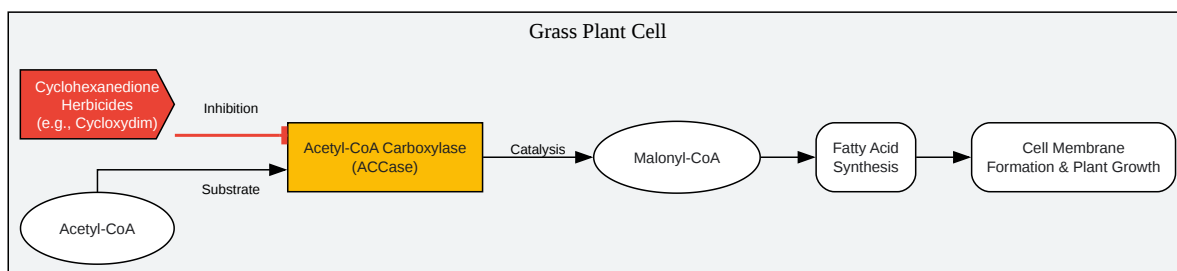 Grass Plant Cell
Cyclohexanedione
Herbicides
(e.g., Cycloxydim)
Inhibition
Acetyl-CoA Carboxylase
(ACCase)
Catalysis
Malonyl-CoA
Fatty Acid
Synthesis
Cell Membrane
Formation & Plant Growth
Substrate
Acetyl-CoA